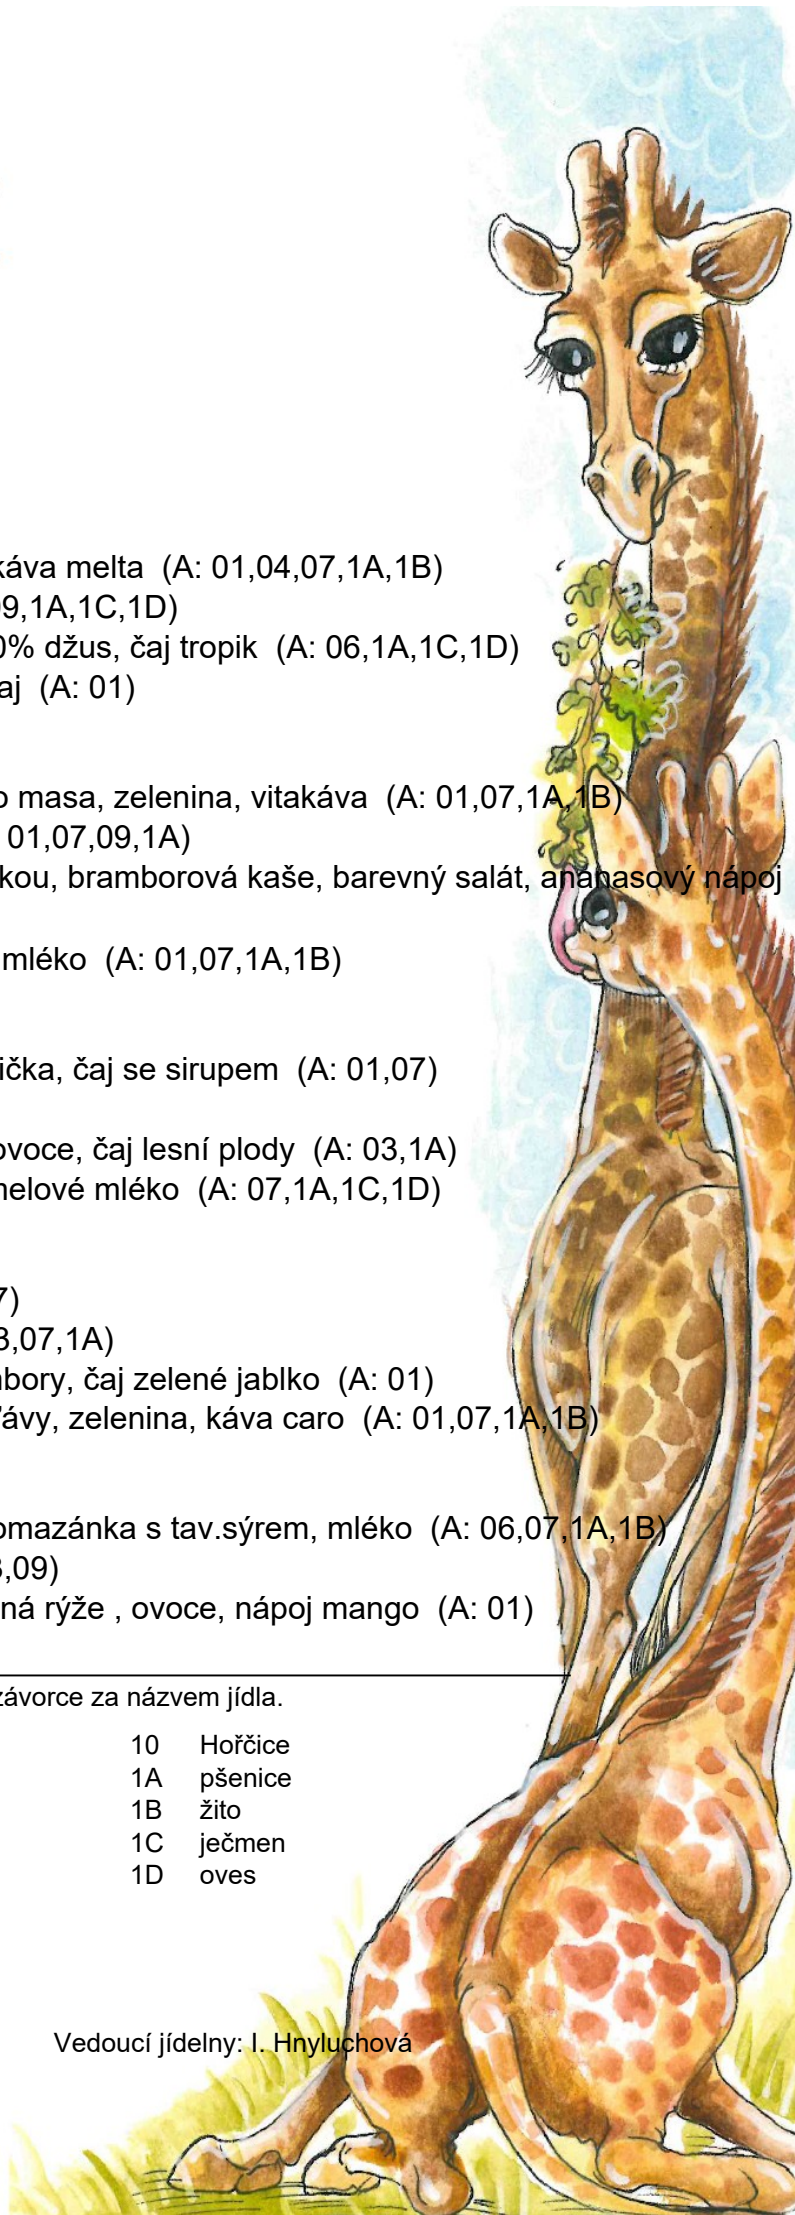 káva melta (A: 01,04,07,1A,1B)
9,1A,1C,1D)
0% džus, čaj tropik (A: 06,1A,1C,1D)
aj (A: 01)
o masa, zelenina, vitakáva (A: 01,07,1A,1B)
01,07,09,1A)
kou, bramborová kaše, barevný salát, ananasový nápoj
mléko (A: 01,07,1A,1B)
ička, čaj se sirupem (A: 01,07)
ovoce, čaj lesní plody (A: 03,1A)
nelové mléko (A: 07,1A,1C,1D)
7)
3,07,1A)
nbory, čaj zelené jablko (A: 01)
ťávy, zelenina, káva caro (A: 01,07,1A,1B)
omazánka s tav.sýrem, mléko (A: 06,07,1A,1B)
3,09)
ná rýže , ovoce, nápoj mango (A: 01)
závorce za názvem jídla.
10 Hořčice
1A pšenice
1B žito
1C ječmen
1D oves
Vedoucí jídelny: I. Hnyluchová